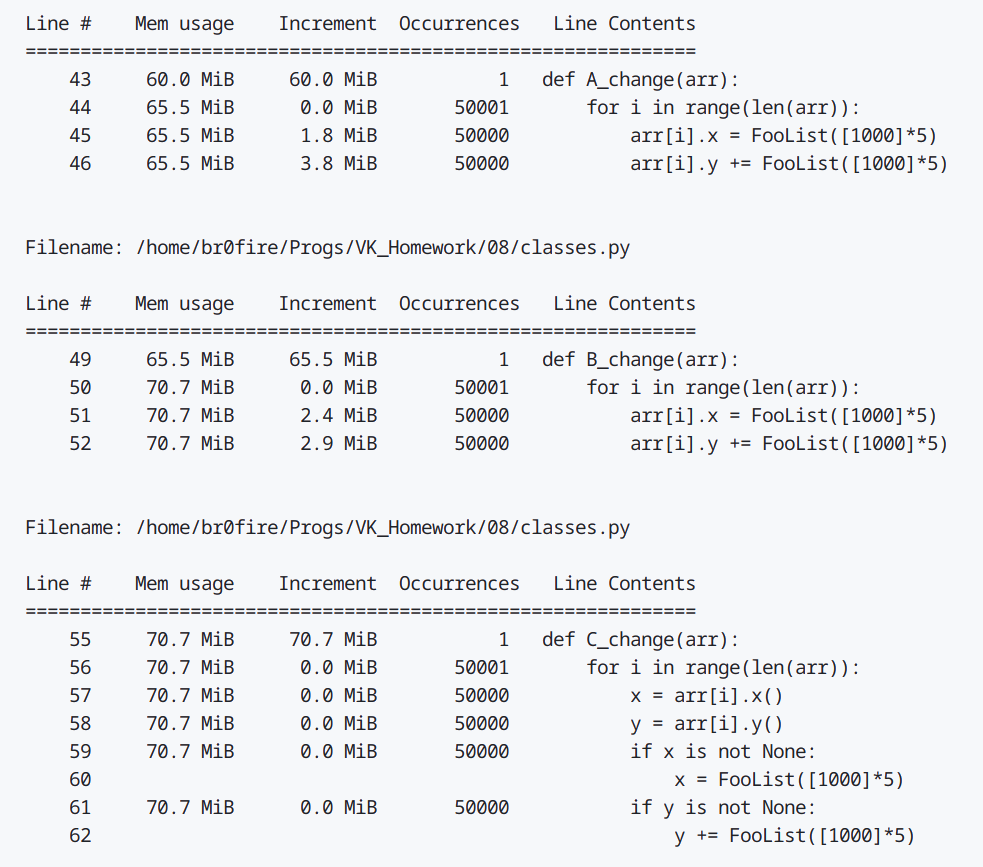 Line #    Mem usage    Increment  Occurrences   Line Contents
=============================================================
    43     60.0 MiB     60.0 MiB           1   def A_change(arr):
    44     65.5 MiB      0.0 MiB       50001       for i in range(len(arr)):
    45     65.5 MiB      1.8 MiB       50000           arr[i].x = FooList([1000]*5)
    46     65.5 MiB      3.8 MiB       50000           arr[i].y += FooList([1000]*5)
Filename: /home/br0fire/Progs/VK_Homework/08/classes.py
Line #    Mem usage    Increment  Occurrences   Line Contents
=============================================================
    49     65.5 MiB     65.5 MiB           1   def B_change(arr):
    50     70.7 MiB      0.0 MiB       50001       for i in range(len(arr)):
    51     70.7 MiB      2.4 MiB       50000           arr[i].x = FooList([1000]*5)
    52     70.7 MiB      2.9 MiB       50000           arr[i].y += FooList([1000]*5)
Filename: /home/br0fire/Progs/VK_Homework/08/classes.py
Line #    Mem usage    Increment  Occurrences   Line Contents
=============================================================
    55     70.7 MiB     70.7 MiB           1   def C_change(arr):
    56     70.7 MiB      0.0 MiB       50001       for i in range(len(arr)):
    57     70.7 MiB      0.0 MiB       50000           x = arr[i].x()
    58     70.7 MiB      0.0 MiB       50000           y = arr[i].y()
    59     70.7 MiB      0.0 MiB       50000           if x is not None:
    60                                                     x = FooList([1000]*5)
    61     70.7 MiB      0.0 MiB       50000           if y is not None:
    62                                                     y += FooList([1000]*5)